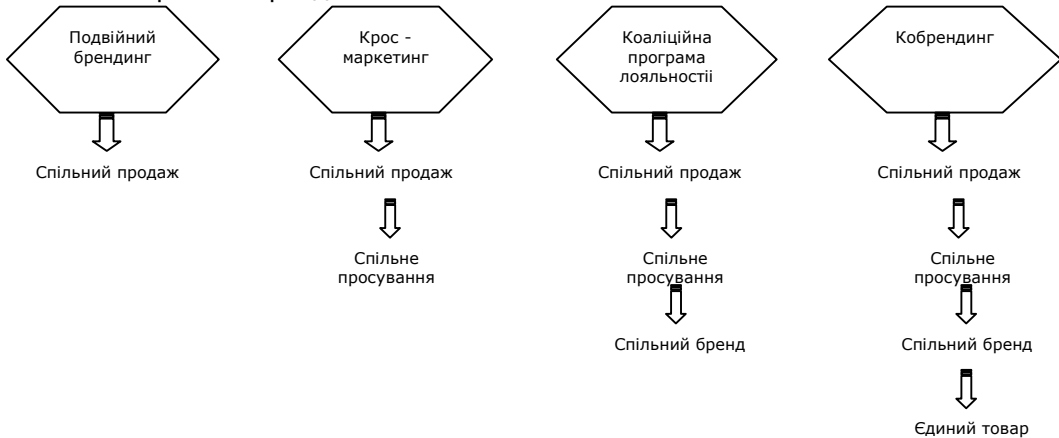 Подвійний
брендинг
Крос -
маркетинг
Коаліційна
програма
лояльностіі
Кобрендинг
Спільний продаж
Спільний продаж
Спільний продаж
Спільний продаж
Спільне
просування
Спільне
просування
Спільне
просування
Спільний бренд
Спільний бренд
Єдиний товар